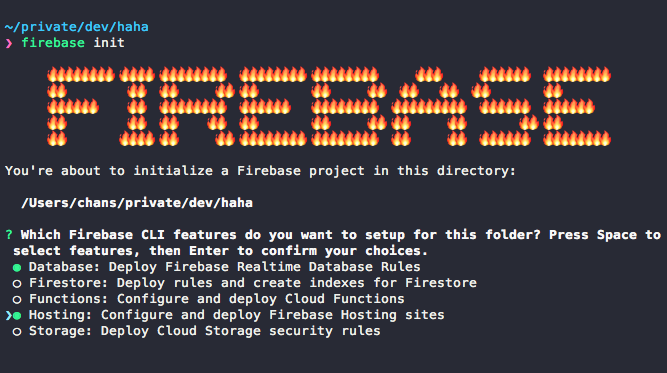 ~/private/dev/haha
❯ firebase init
FIREBASE
You're about to initialize a Firebase project in this directory:
/Users/chans/private/dev/haha
? Which Firebase CLI features do you want to setup for this folder? Press Space to
select features, then Enter to confirm your choices.
◉ Database: Deploy Firebase Realtime Database Rules
◯ Firestore: Deploy rules and create indexes for Firestore
◯ Functions: Configure and deploy Cloud Functions
❯◉ Hosting: Configure and deploy Firebase Hosting sites
◯ Storage: Deploy Cloud Storage security rules